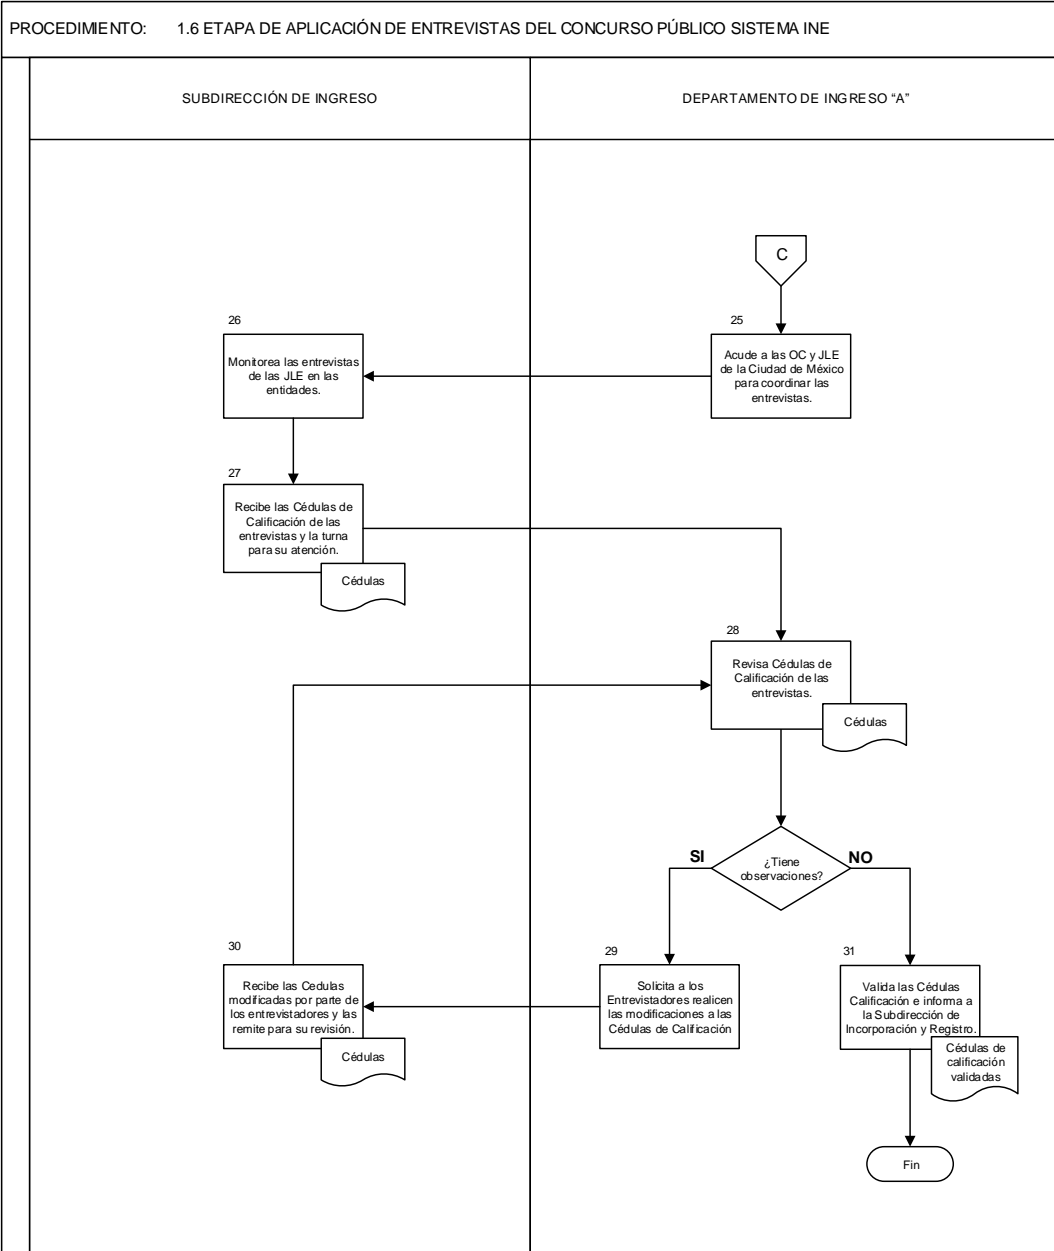 PROCEDIMIENTO: 1.6 ETAPA DE APLICACIÓN DE ENTREVISTAS DEL CONCURSO PÚBLICO SISTEMA INE
SUBDIRECCIÓN DE INGRESO
DEPARTAMENTO DE INGRESO "A"
C
25
Acude a las OC y JLE
de la Ciudad de México
para coordinar las
entrevistas.
26
Monitorea las entrevistas
de las JLE en las
entidades.
27
Recibe las Cédulas de
Calificación de las
entrevistas y la turna
para su atención.
Cédulas
28
Revisa Cédulas de
Calificación de las
entrevistas.
Cédulas
¿Tiene
observaciones?
SI
NO
29
Solicita a los
Entrevistadores realicen
las modificaciones a las
Cédulas de Calificación
30
Recibe las Cedulas
modificadas por parte de
los entrevistadores y las
remite para su revisión.
Cédulas
31
Valida las Cédulas
Calificación e informa a
la Subdirección de
Incorporación y Registro.
Cédulas de
calificación
validadas
Fin